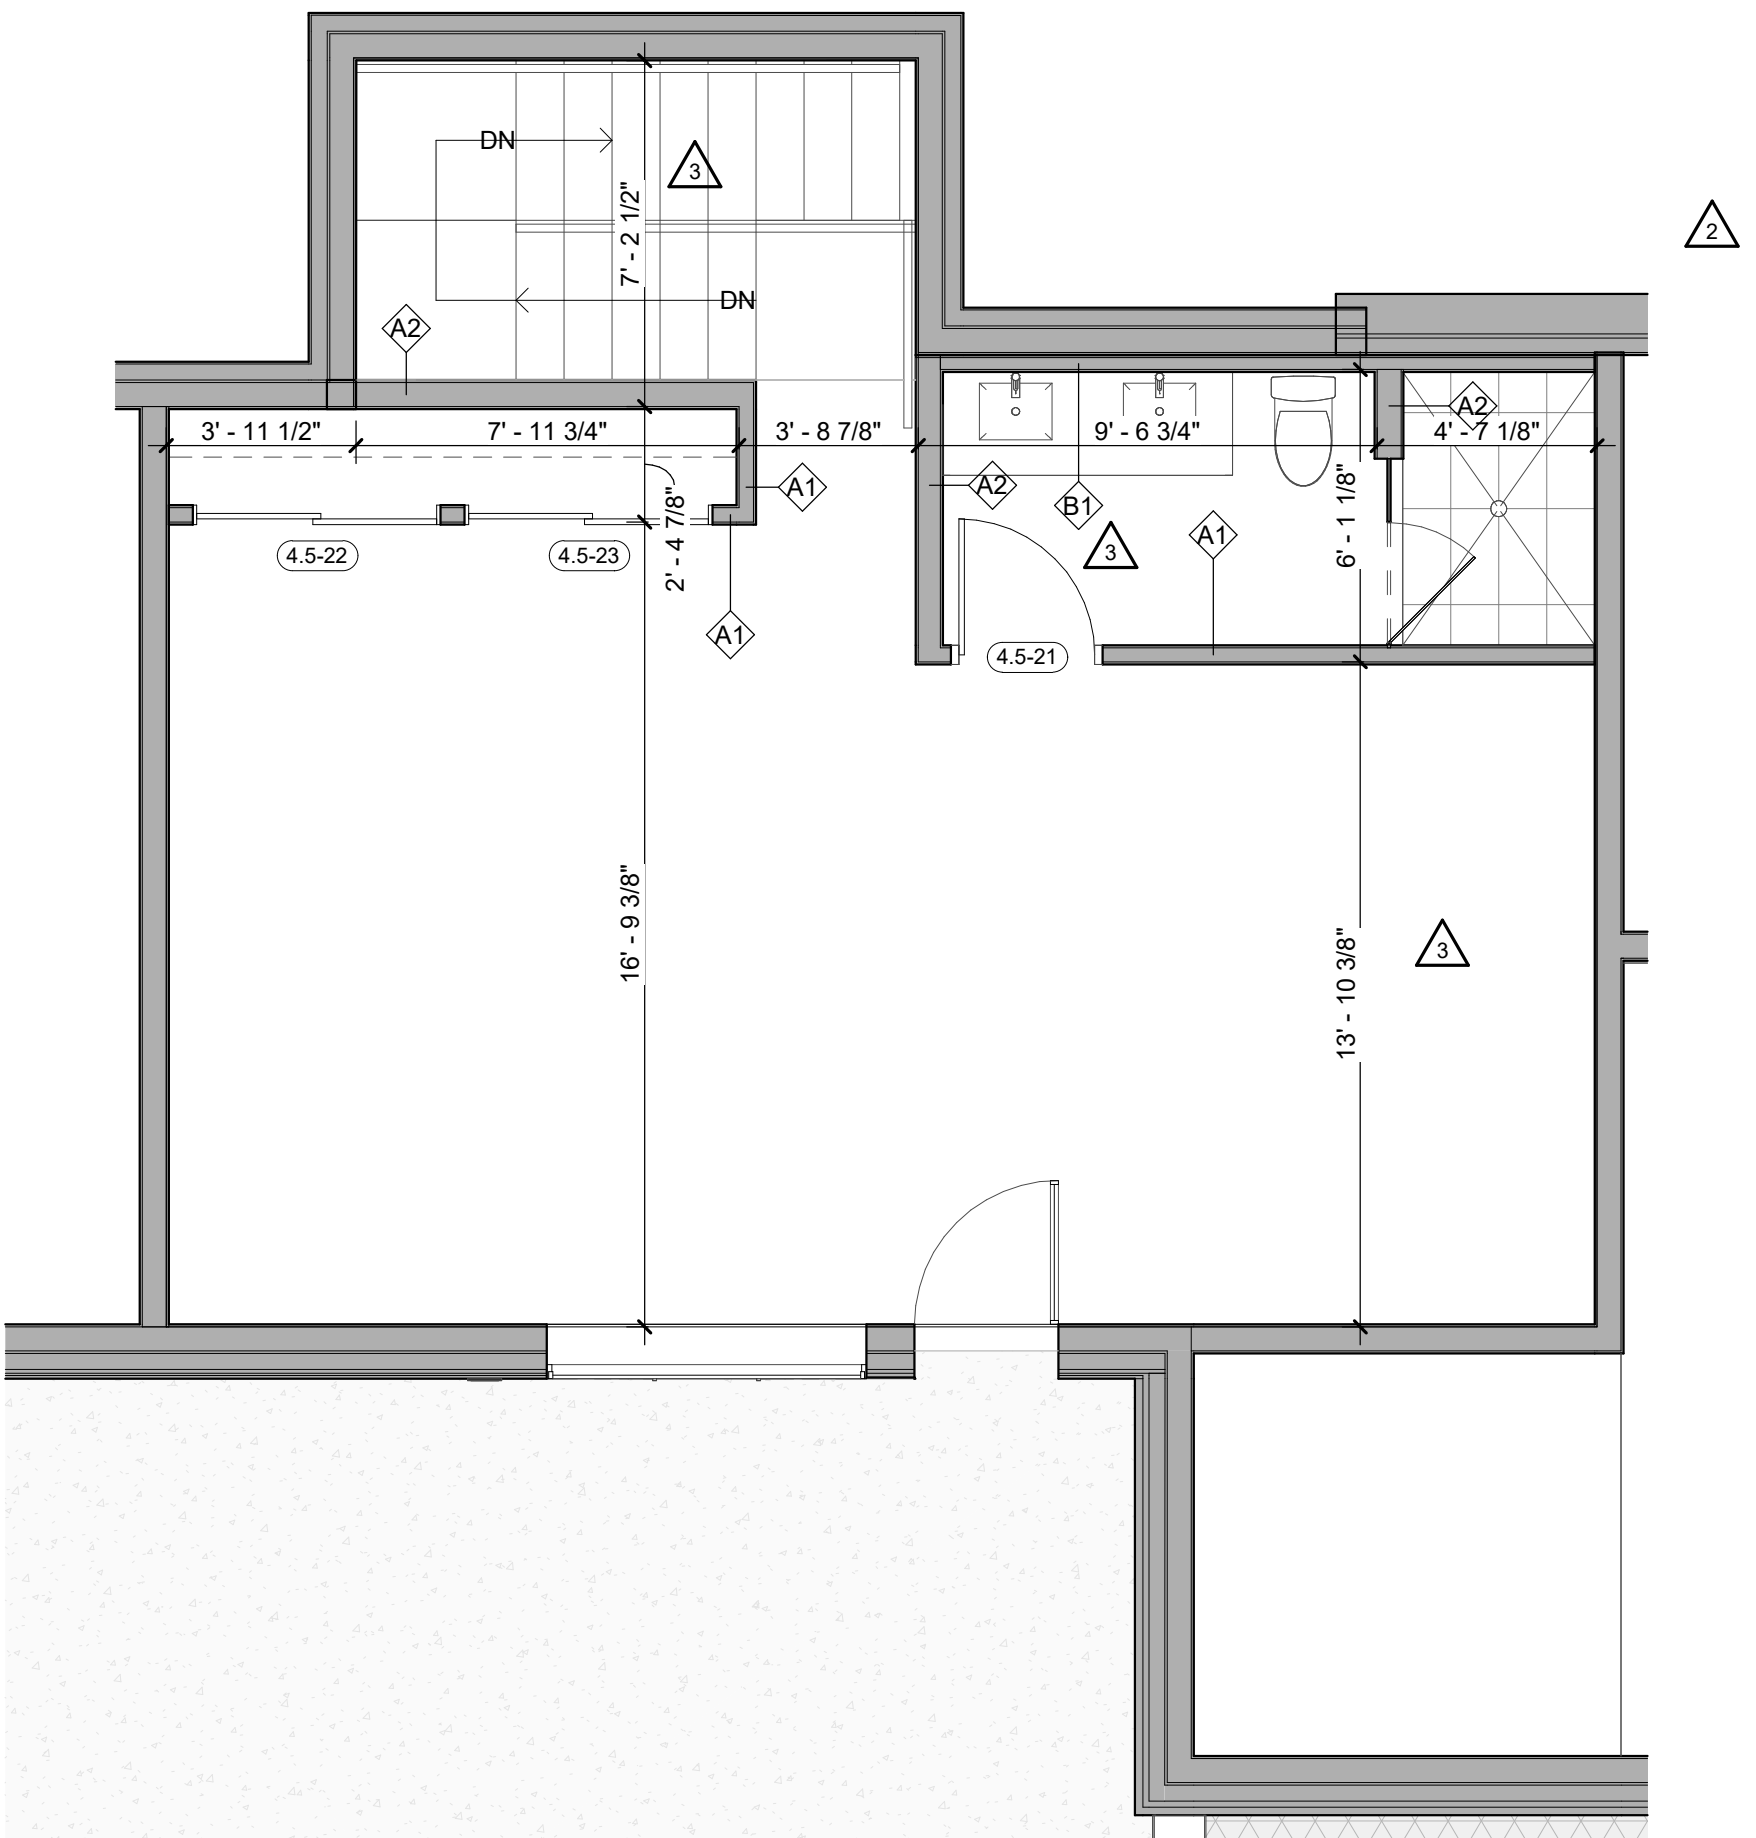 DN
3
7' - 2 1/2"
2
DN
A2
A2
3' - 11 1/2"
7' - 11 3/4"
3' - 8 7/8"
9' - 6 3/4"
4' - 7 1/8"
A1
A2
B1
2' - 4 7/8"
6' - 1 1/8"
4.5-22
4.5-23
3
A1
A1
4.5-21
16' - 9 3/8"
3
13' - 10 3/8"